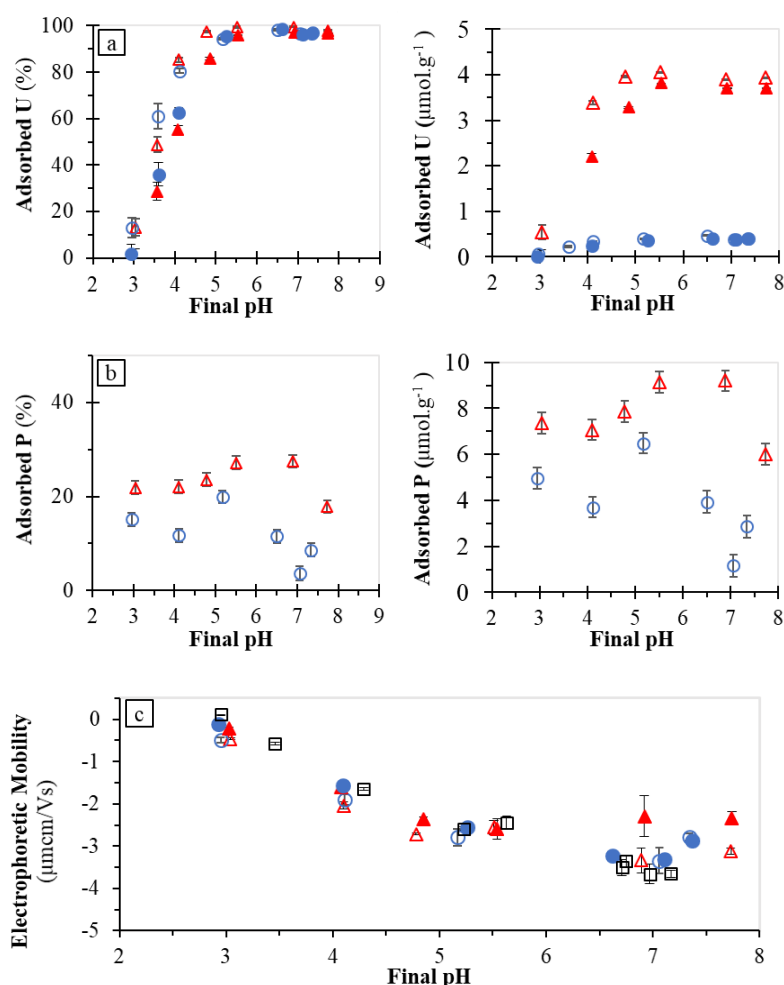 a
Adsorbed U (%)
100
80
60
40
20
0
2 3 4 5 6 7 8 9
Final pH
Adsorbed U (μmol.g⁻¹ )
5
4
3
2
1
0
2 3 4 5 6 7 8
Final pH
b
Adsorbed P (%)
40
20
0
2 3 4 5 6 7 8 9
Final pH
Adsorbed P (μmol.g⁻¹ )
10
8
6
4
2
0
2 3 4 5 6 7 8
Final pH
c
Electrophoretic Mobility
(μmcm/Vs)
0
-1
-2
-3
-4
-5
2 3 4 5 6 7 8
Final pH